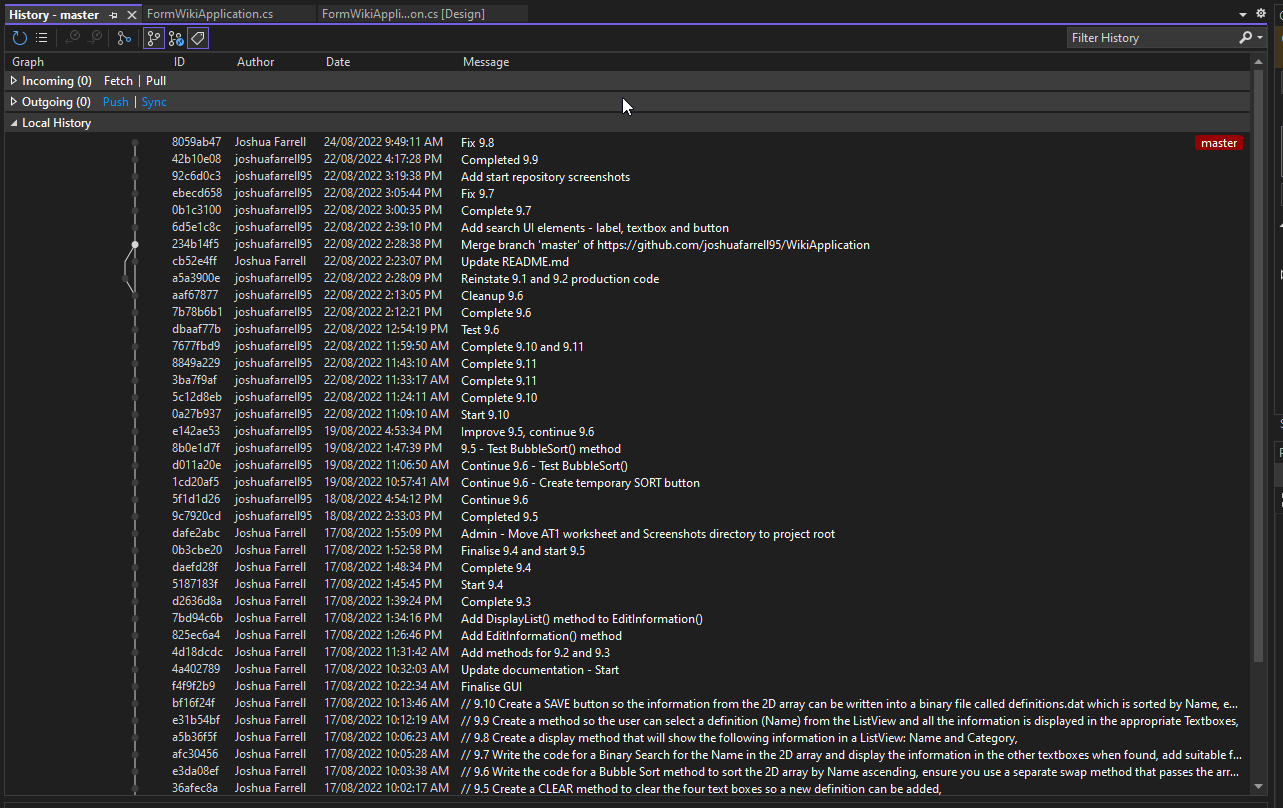 History - master FormWikiApplication.cs FormWikiAppli...on.cs [Design]
Filter History
Graph ID Author Date Message
Incoming (0) Fetch | Pull
Outgoing (0) Push | Sync
Local History
8059ab47 Joshua Farrell 24/08/2022 9:49:11 AM Fix 9.8 master
42b10e08 joshuafarrell95 22/08/2022 4:17:28 PM Completed 9.9
92c6d0c3 joshuafarrell95 22/08/2022 3:19:38 PM Add start repository screenshots
ebecd658 joshuafarrell95 22/08/2022 3:05:44 PM Fix 9.7
0b1c3100 joshuafarrell95 22/08/2022 3:00:35 PM Complete 9.7
6d5e1c8c joshuafarrell95 22/08/2022 2:39:10 PM Add search UI elements - label, textbox and button
234b14f5 joshuafarrell95 22/08/2022 2:28:38 PM Merge branch 'master' of https://github.com/joshuafarrell95/WikiApplication
cb52e4ff Joshua Farrell 22/08/2022 2:23:07 PM Update README.md
a5a3900e joshuafarrell95 22/08/2022 2:28:09 PM Reinstate 9.1 and 9.2 production code
aaf67877 joshuafarrell95 22/08/2022 2:13:05 PM Cleanup 9.6
7b78b6b1 joshuafarrell95 22/08/2022 2:12:21 PM Complete 9.6
dbaaf77b joshuafarrell95 22/08/2022 12:54:19 PM Test 9.6
7677fbd9 joshuafarrell95 22/08/2022 11:59:50 AM Complete 9.10 and 9.11
8849a229 joshuafarrell95 22/08/2022 11:43:10 AM Complete 9.11
3ba7f9af joshuafarrell95 22/08/2022 11:33:17 AM Complete 9.11
5c12d8eb joshuafarrell95 22/08/2022 11:24:11 AM Complete 9.10
0a27b937 joshuafarrell95 22/08/2022 11:09:10 AM Start 9.10
e142ae53 joshuafarrell95 19/08/2022 4:53:34 PM Improve 9.5, continue 9.6
8b0e1d7f joshuafarrell95 19/08/2022 1:47:39 PM 9.5 - Test BubbleSort() method
d011a20e joshuafarrell95 19/08/2022 11:06:50 AM Continue 9.6 - Test BubbleSort()
1cd20af5 joshuafarrell95 19/08/2022 10:57:41 AM Continue 9.6 - Create temporary SORT button
5f1d1d26 joshuafarrell95 18/08/2022 4:54:12 PM Continue 9.6
9c7920cd joshuafarrell95 18/08/2022 2:33:03 PM Completed 9.5
dafe2abc Joshua Farrell 17/08/2022 1:55:09 PM Admin - Move AT1 worksheet and Screenshots directory to project root
0b3cbe20 Joshua Farrell 17/08/2022 1:52:58 PM Finalise 9.4 and start 9.5
daefd28f Joshua Farrell 17/08/2022 1:48:34 PM Complete 9.4
5187183f Joshua Farrell 17/08/2022 1:45:45 PM Start 9.4
d2636d8a Joshua Farrell 17/08/2022 1:39:24 PM Complete 9.3
7bd94c6b Joshua Farrell 17/08/2022 1:34:16 PM Add DisplayList() method to EditInformation()
825ec6a4 Joshua Farrell 17/08/2022 1:26:46 PM Add EditInformation() method
4d18dcdc Joshua Farrell 17/08/2022 11:31:42 AM Add methods for 9.2 and 9.3
4a402789 Joshua Farrell 17/08/2022 10:32:03 AM Update documentation - Start
f4f9f2b9 Joshua Farrell 17/08/2022 10:22:34 AM Finalise GUI
bf16f24f Joshua Farrell 17/08/2022 10:13:46 AM // 9.10 Create a SAVE button so the information from the 2D array can be written into a binary file called definitions.dat which is sorted by Name, e...
e31b54bf Joshua Farrell 17/08/2022 10:12:19 AM // 9.9 Create a method so the user can select a definition (Name) from the ListView and all the information is displayed in the appropriate Textboxes,
a5b36f5f Joshua Farrell 17/08/2022 10:06:23 AM // 9.8 Create a display method that will show the following information in a ListView: Name and Category,
afc30456 Joshua Farrell 17/08/2022 10:05:28 AM // 9.7 Write the code for a Binary Search for the Name in the 2D array and display the information in the other textboxes when found, add suitable f...
e3da08ef Joshua Farrell 17/08/2022 10:03:38 AM // 9.6 Write the code for a Bubble Sort method to sort the 2D array by Name ascending, ensure you use a separate swap method that passes the arr...
36afec8a Joshua Farrell 17/08/2022 10:02:17 AM // 9.5 Create a CLEAR method to clear the four text boxes so a new definition can be added,